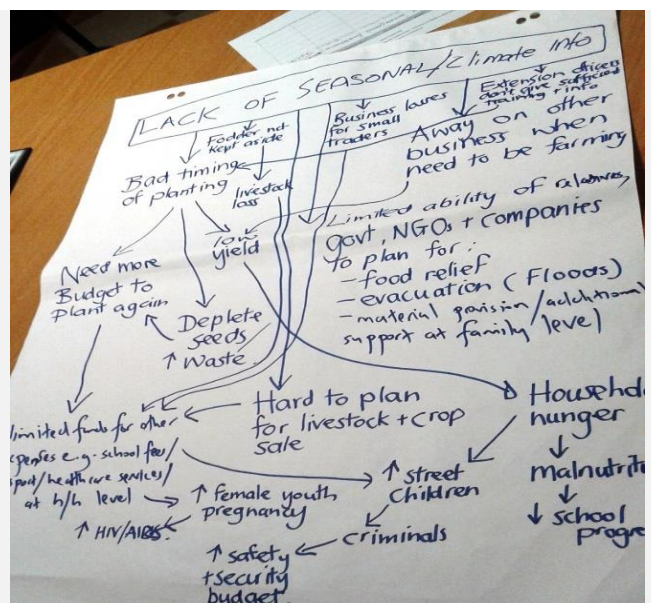 LACK OF SEASONAL/Climate Info
Fodder not
kept aside
Business losses
for small
traders
Extension officers
don't give sufficient
training + info
Bad timing
of planting
livestock
loss
Away on other
business when
need to be farming
low
yield
Limited ability of
govt, NGOs + companies
to plan for:
- food relief
- evacuation (Floods)
- material provision/additional
support at family level
Need more
Budget to
plant again
Deplete
seeds
↑ Waste.
limited funds for other
expenses e.g. school fees/
/healthcare services/
at h/h level
Hard to plan
for livestock + crop
sale
Househo
hunger
malnutrit
↓ school
progre
↑ street
children
↑ female youth
pregnancy
↑ HIV/AIDS.
criminals
↑ safety
+ security
budget